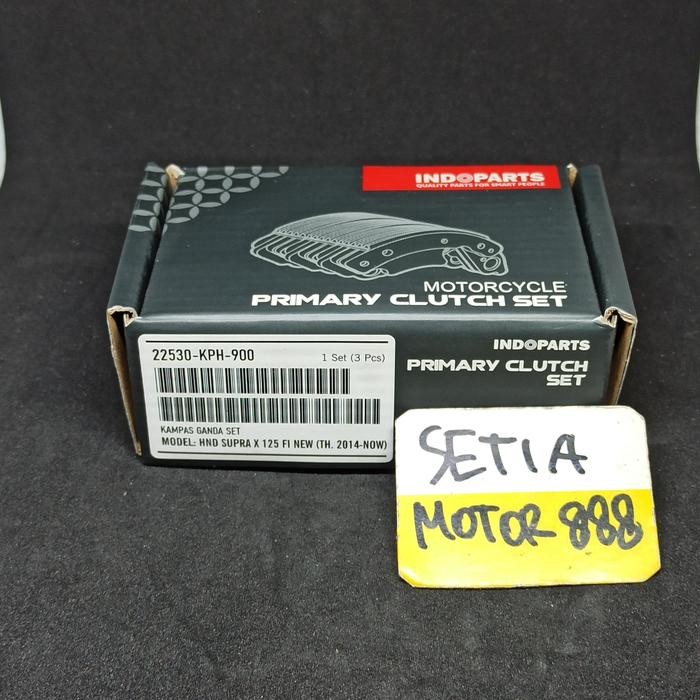 INDOPARTS
QUALITY PARTS FOR SMART PEOPLE
MOTORCYCLE
PRIMARY CLUTCH SET
22530-KPH-900
1 Set (3 Pcs)
KAMPAS GANDA SET
MODEL: HND SUPRA X 125 FI NEW (TH. 2014-NOW)
INDOPARTS
PRIMARY CLUTCH
SET
SETIA
MOTOR 888